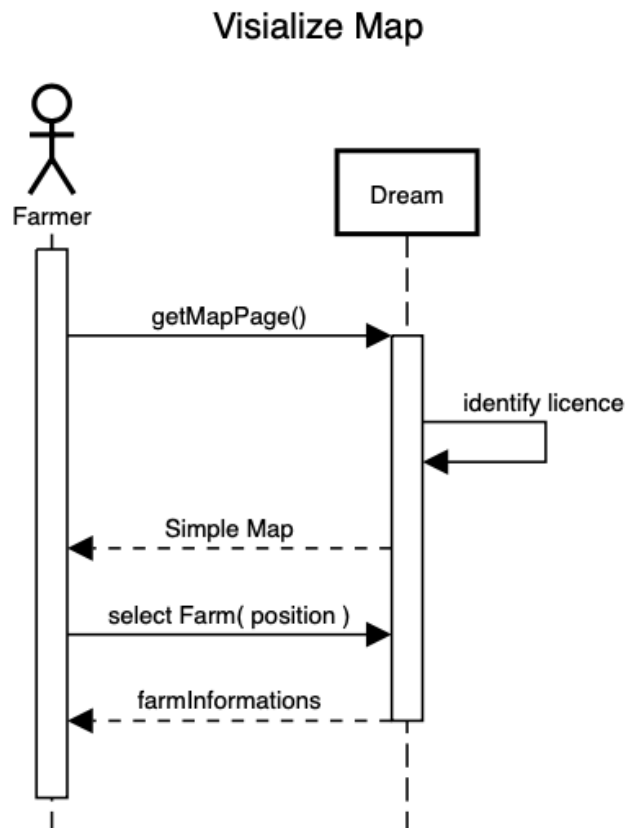 Visialize Map
Farmer
Dream
getMapPage()
identify licence
Simple Map
select Farm( position )
farmInformations